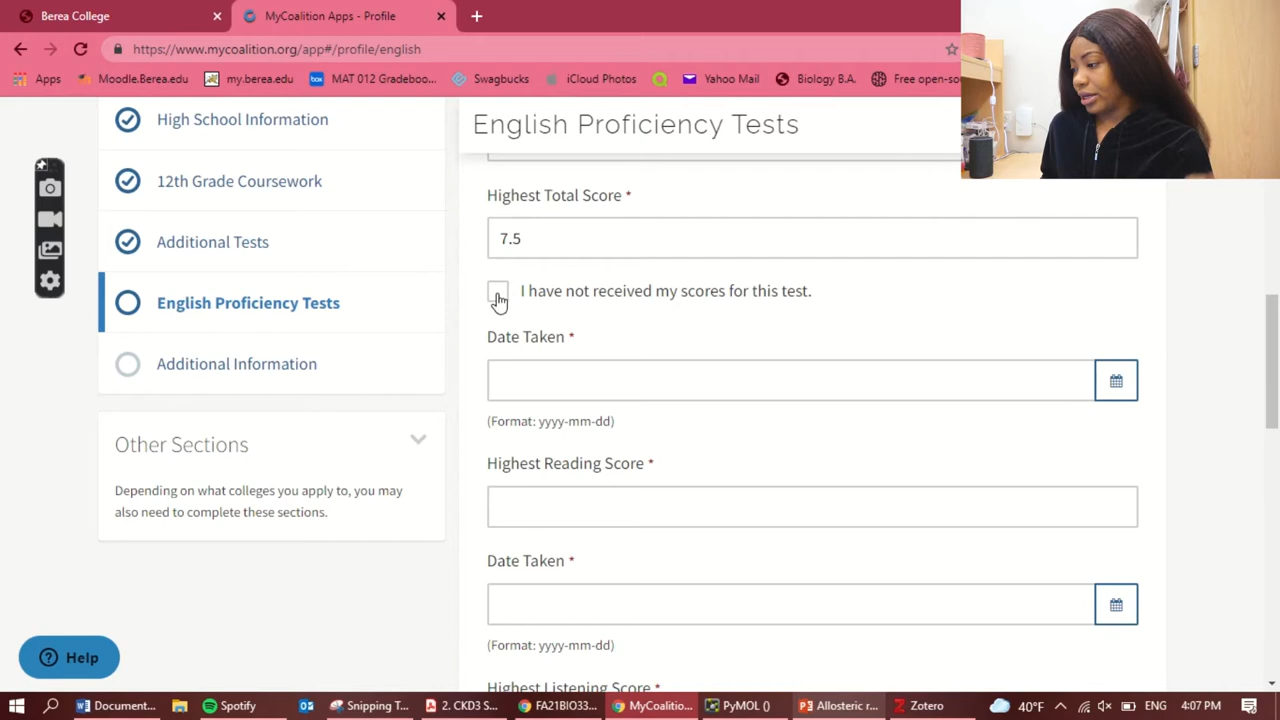 Berea College
MyCoalition Apps - Profile
https://www.mycoalition.org/app#/profile/english
Apps
Moodle.Berea.edu
my.berea.edu
box
MAT 012 Gradeboo...
Swagbucks
iCloud Photos
Yahoo Mail
Biology B.A.
Free open-so
High School Information
12th Grade Coursework
Additional Tests
English Proficiency Tests
Additional Information
Other Sections
Depending on what colleges you apply to, you may
also need to complete these sections.
Help
English Proficiency Tests
Highest Total Score *
7.5
I have not received my scores for this test.
Date Taken *
(Format: yyyy-mm-dd)
Highest Reading Score *
Date Taken *
(Format: yyyy-mm-dd)
Highest Listening Score *
Document...
Spotify
Snipping T...
2. CKD3 S...
FA21BIO33...
MyCoalitio...
PyMOL ()
Allosteric r...
Zotero
40°F
ENG
4:07 PM